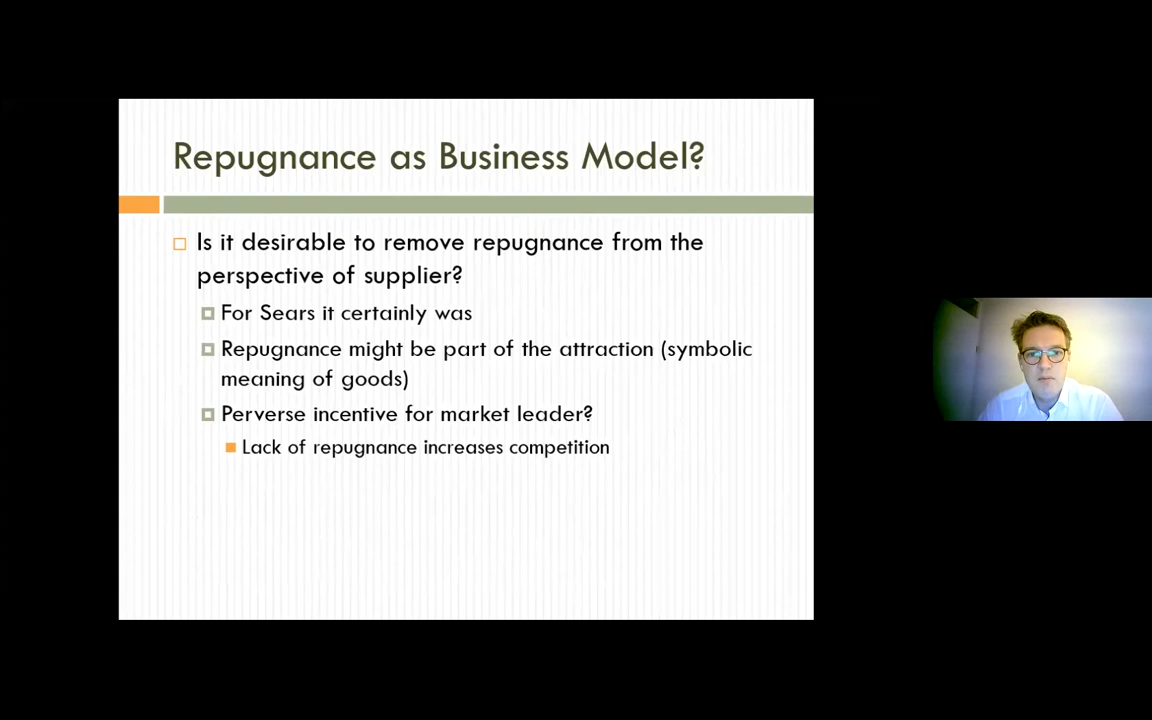 Repugnance as Business Model?
Is it desirable to remove repugnance from the
perspective of supplier?
For Sears it certainly was
Repugnance might be part of the attraction (symbolic
meaning of goods)
Perverse incentive for market leader?
Lack of repugnance increases competition